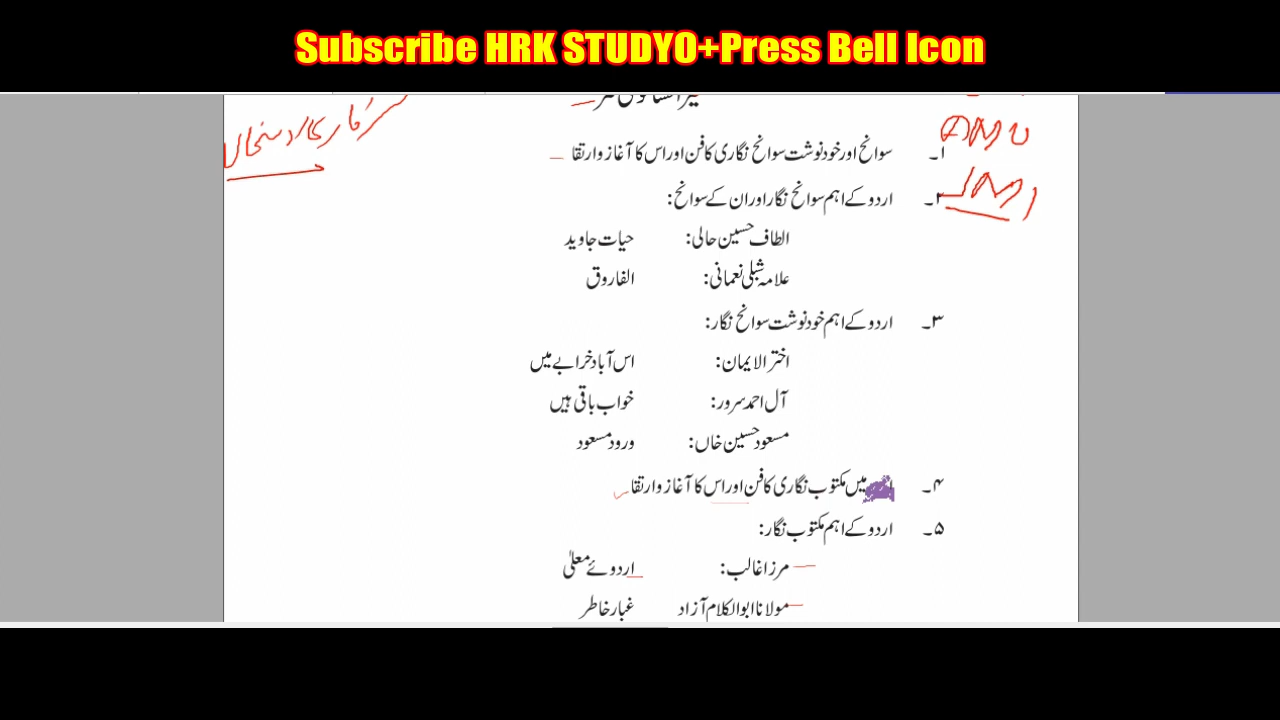 Subscribe HRK STUDYO+Press Bell Icon
AMU
JMI
۱۔ سوانح اور خودنوشت سوانح نگاری کا فن اور اس کا آغاز و ارتقا
۲۔ اردو کے اہم سوانح نگار اور ان کے سوانح:
الطاف حسین حالی: حیات جاوید
علامہ شبلی نعمانی: الفاروق
۳۔ اردو کے اہم خودنوشت سوانح نگار:
اختر الایمان: اس آباد خرابے میں
آل احمد سرور: خواب باقی ہیں
مسعود حسین خاں: ورود مسعود
۴۔ میں مکتوب نگاری کا فن اور اس کا آغاز و ارتقا
۵۔ اردو کے اہم مکتوب نگار:
مرزا غالب: اردوئے معلیٰ
مولانا ابوالکلام آزاد غبار خاطر